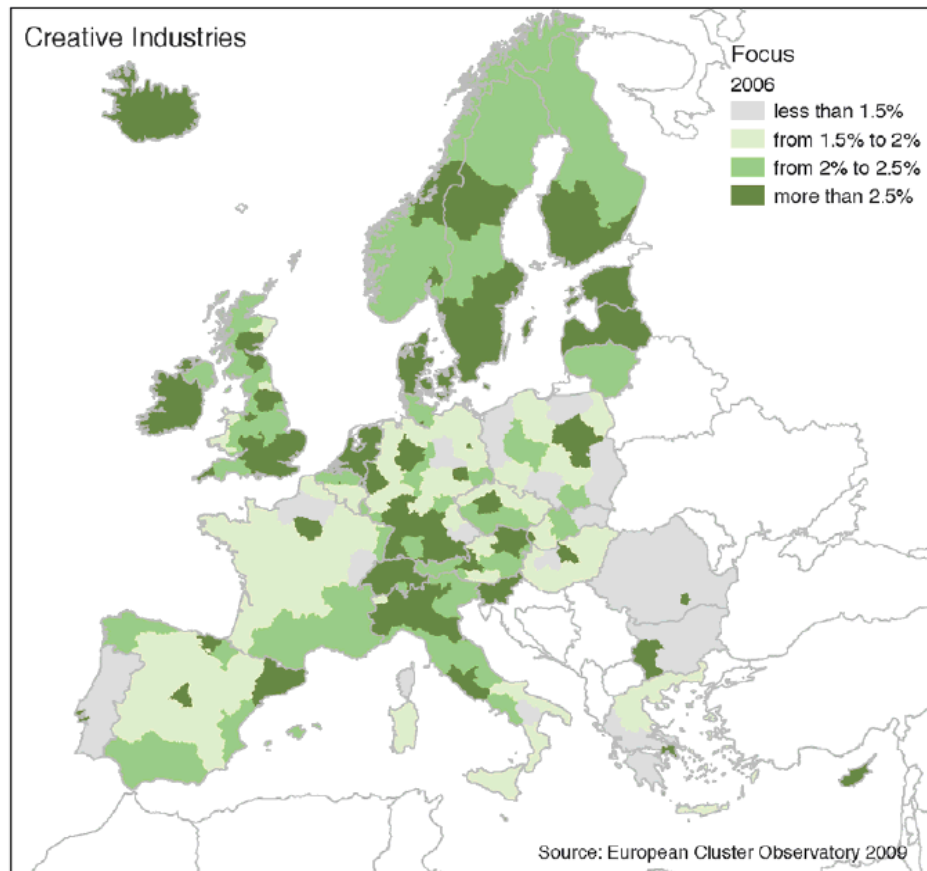 Creative Industries
Focus
2006
less than 1.5%
from 1.5% to 2%
from 2% to 2.5%
more than 2.5%
Source: European Cluster Observatory 2009